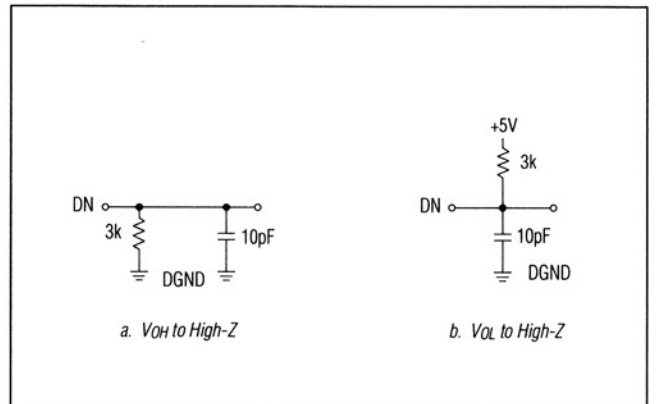 DN
3k
10pF
DGND
a. VOH to High-Z
+5V
3k
DN
10pF
DGND
b. VOL to High-Z